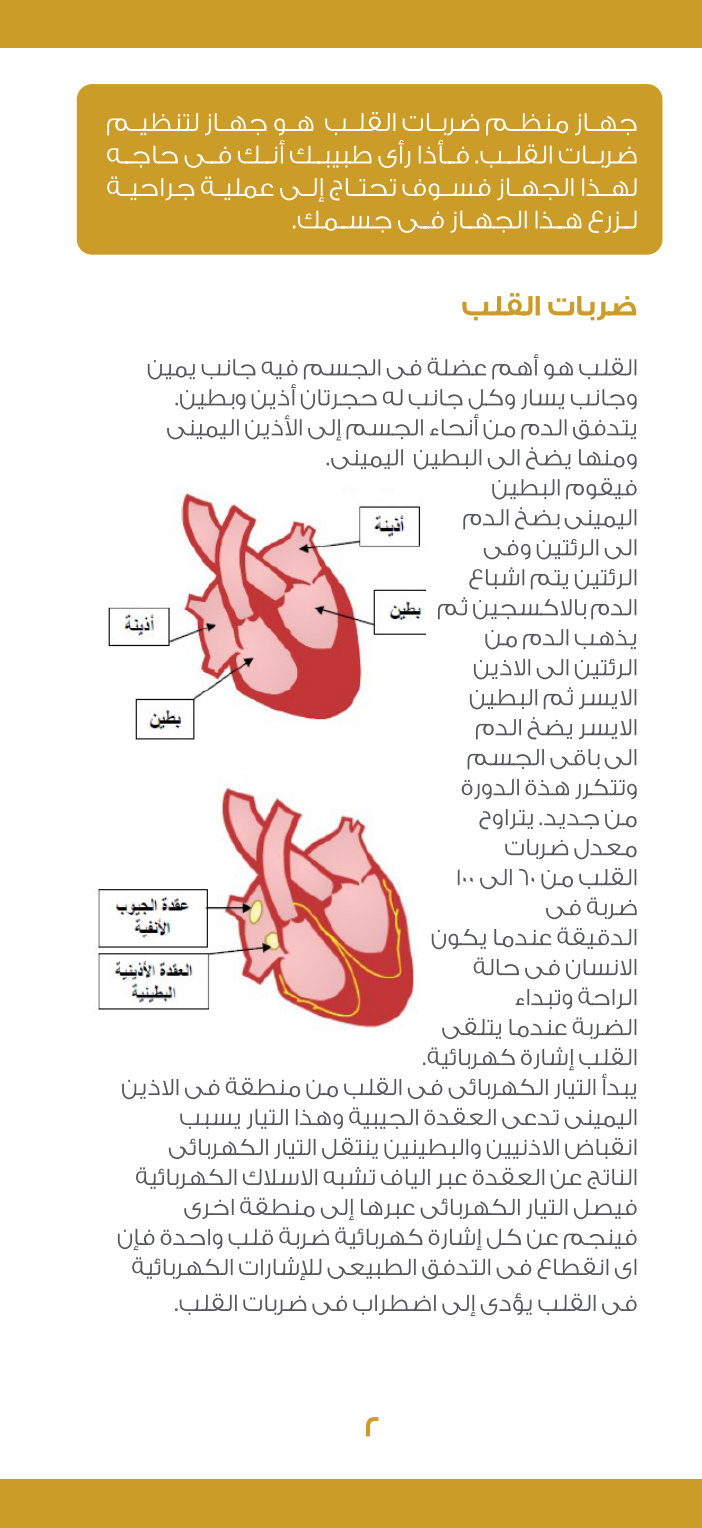 جهاز منظم ضربات القلب هو جهاز لتنظيم
ضربات القلب. فأذا رأى طبيبك أنك فى حاجه
لهذا الجهاز فسوف تحتاج إلى عملية جراحية
لزرع هذا الجهاز فى جسمك.
ضربات القلب
القلب هو أهم عضلة فى الجسم فيه جانب يمين
وجانب يسار وكل جانب له حجرتان أذين وبطين.
يتدفق الدم من أنحاء الجسم إلى الأذين اليمينى
ومنها يضخ الى البطين اليمينى.
فيقوم البطين
اليمينى بضخ الدم
الى الرئتين وفى
الرئتين يتم اشباع
الدم بالاكسجين ثم
يذهب الدم من
الرئتين الى الاذين
الايسر ثم البطين
الايسر يضخ الدم
الى باقى الجسم
وتتكرر هذة الدورة
من جديد. يتراوح
معدل ضربات
القلب من ٦٠ الى ١٠٠
ضربة فى
الدقيقة عندما يكون
الانسان فى حالة
الراحة وتبداء
الضربة عندما يتلقى
القلب إشارة كهربائية.
أذينة
بطين
أذينة
بطين
عقدة الجيوب
الأنفية
العقدة الأذينية
البطينية
يبدأ التيار الكهربائى فى القلب من منطقة فى الاذين
اليمينى تدعى العقدة الجيبية وهذا التيار يسبب
انقباض الاذنيين والبطينين ينتقل التيار الكهربائى
الناتج عن العقدة عبر الياف تشبه الاسلاك الكهربائية
فيصل التيار الكهربائى عبرها إلى منطقة اخرى
فينجم عن كل إشارة كهربائية ضربة قلب واحدة فإن
اى انقطاع فى التدفق الطبيعى للإشارات الكهربائية
فى القلب يؤدى إلى اضطراب فى ضربات القلب.
٢